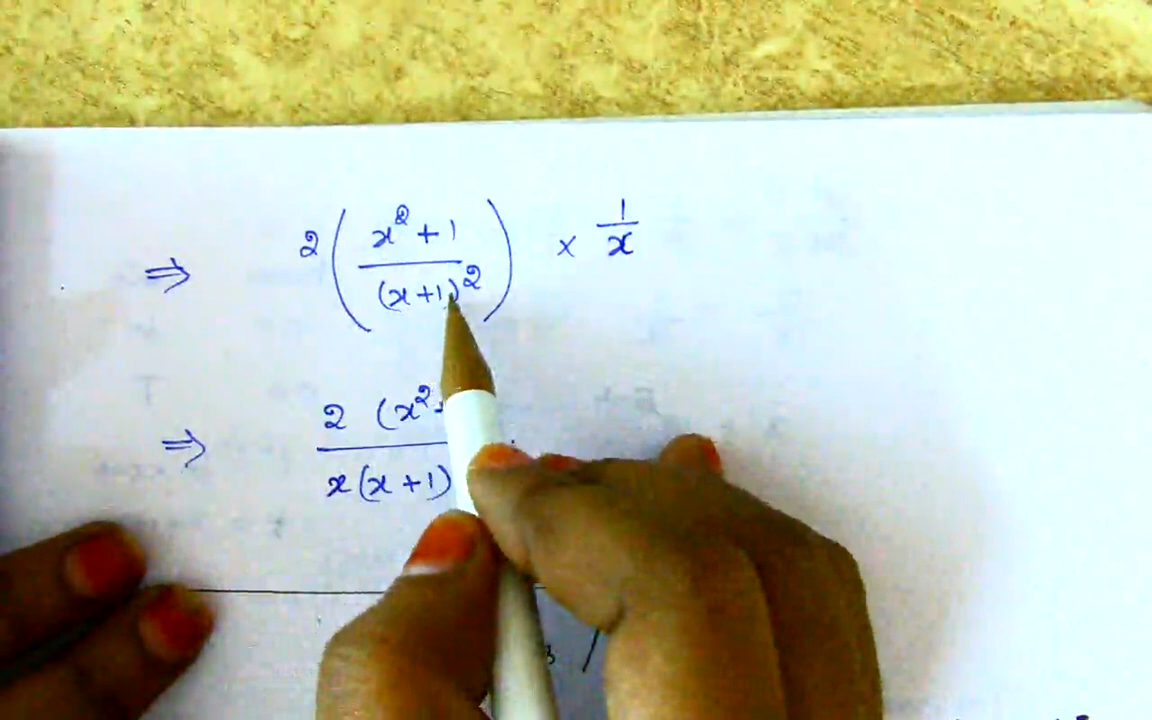 ⇒ 2 ( (x² + 1) / (x + 1)² ) × 1/x
⇒ 2 (x² + / x(x + 1)